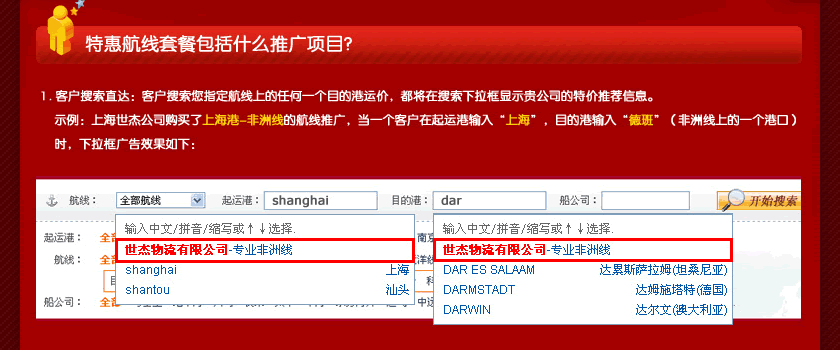 特惠航线套餐包括什么推广项目?
1. 客户搜索直达：客户搜索您指定航线上的任何一个目的港运价，都将在搜索下拉框显示贵公司的特价推荐信息。
示例：上海世杰公司购买了上海港-非洲线的航线推广，当一个客户在起运港输入“上海”，目的港输入“德班”（非洲线上的一个港口）
时，下拉框广告效果如下：
航线： 全部航线 起运港： shanghai 目的港： dar 船公司： 开始搜索
输入中文/拼音/缩写或↑↓选择. 输入中文/拼音/缩写或↑↓选择.
起运港： 全 南京
世杰物流有限公司-专业非洲线 世杰物流有限公司-专业非洲线
航线： 全
shanghai 上海 DAR ES SALAAM 达累斯萨拉姆(坦桑尼亚)
shantou 汕头 DARMSTADT 达姆施塔特(德国)
船公司： 全
DARWIN 达尔文(澳大利亚)